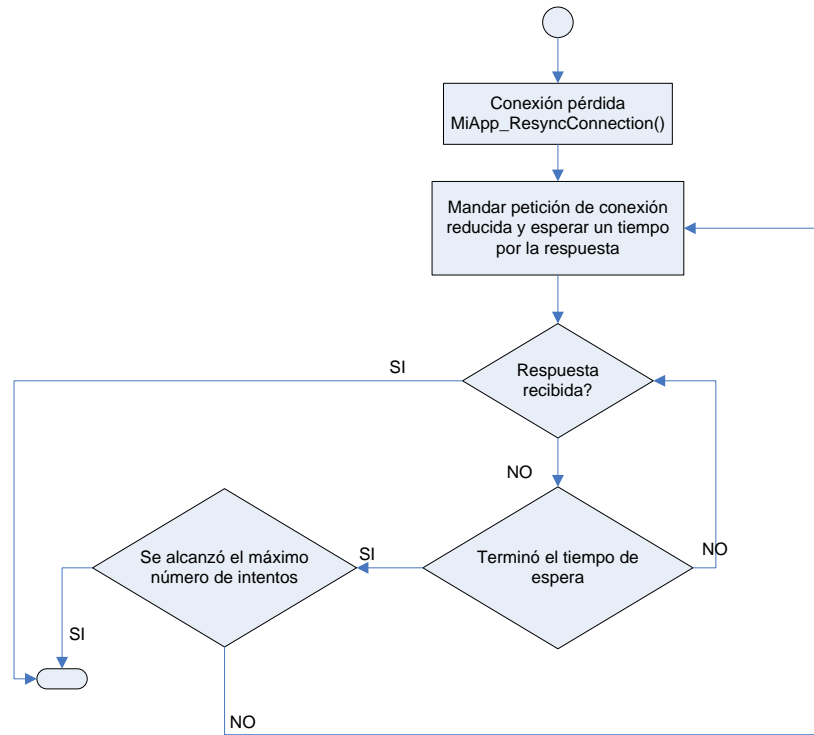 Conexión pérdida
MiApp_ResyncConnection()
Mandar petición de conexión
reducida y esperar un tiempo
por la respuesta
Respuesta
recibida?
SI
NO
Terminó el tiempo de
espera
NO
SI
Se alcanzó el máximo
número de intentos
SI
NO